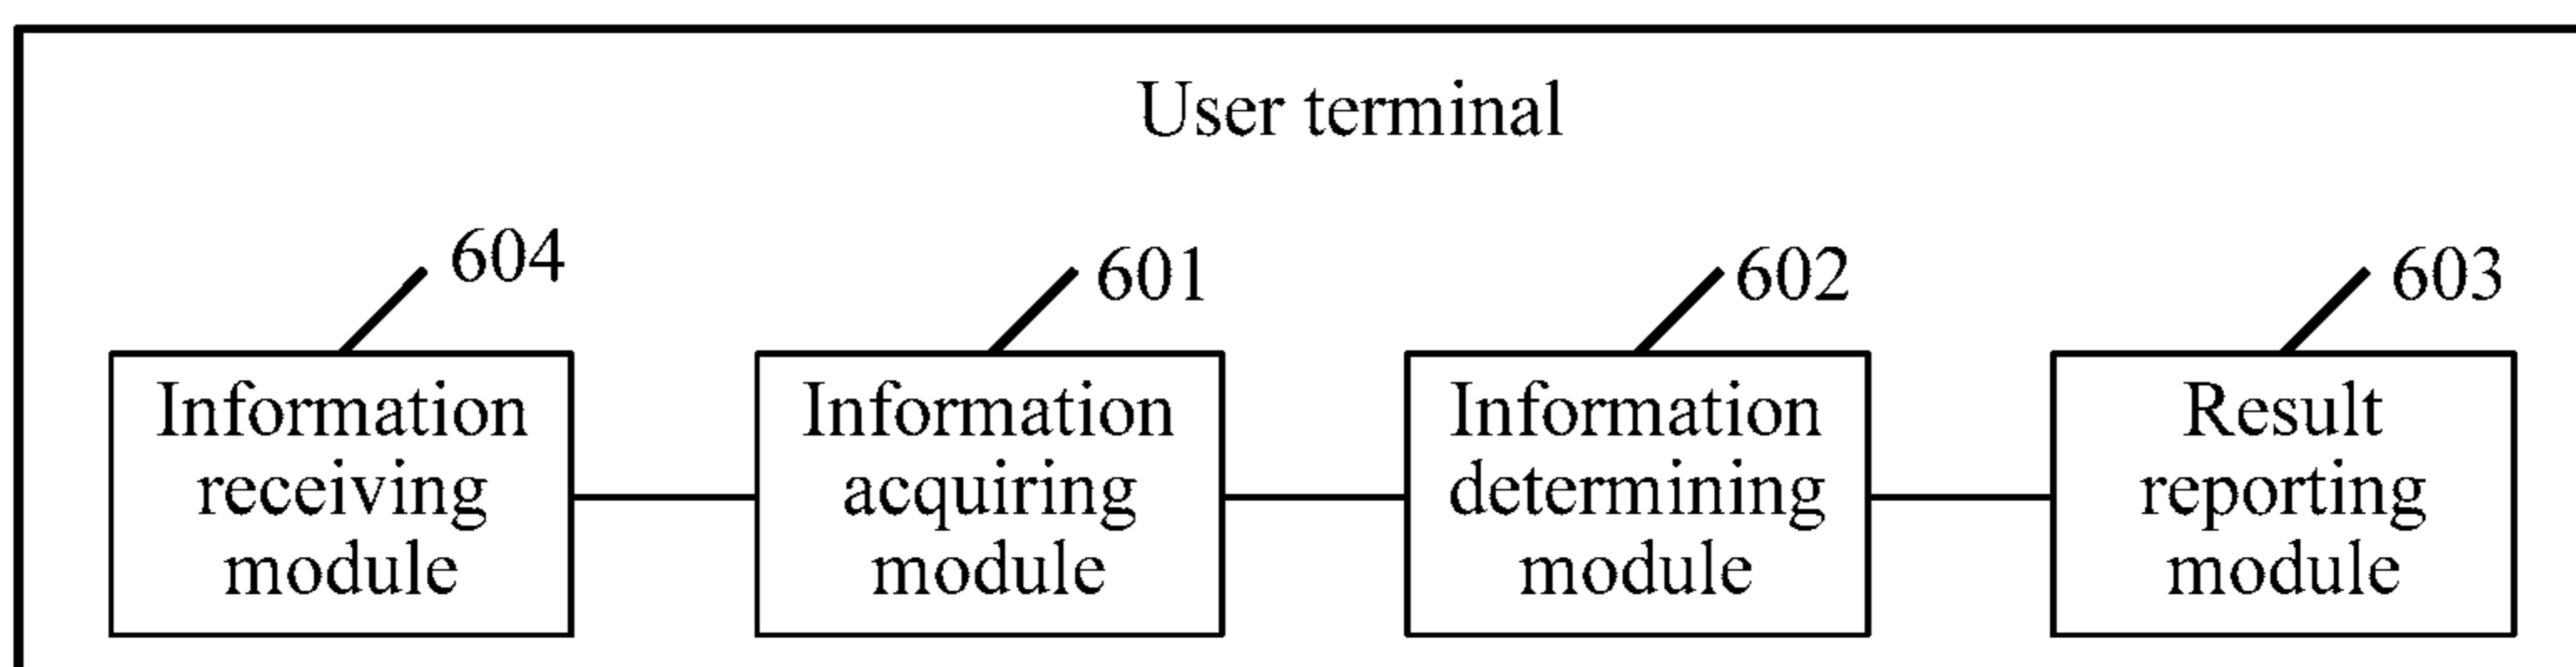 User terminal
604
601
602
603
Information
receiving
module
Information
acquiring
module
Information
determining
module
Result
reporting
module